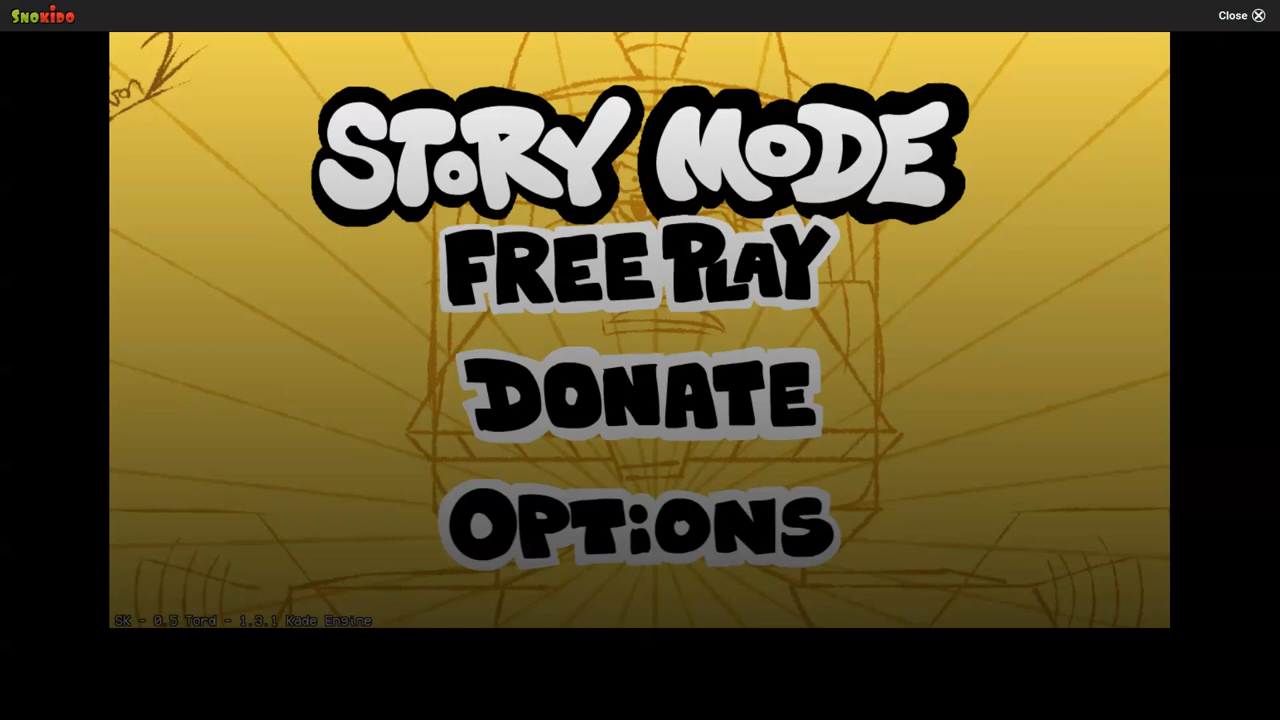 SNOKIDO
Close
STORY MODE
FREE PLAY
DONATE
OPTiONS
SK - 0.5 Tord - 1.3.1 Kade Engine